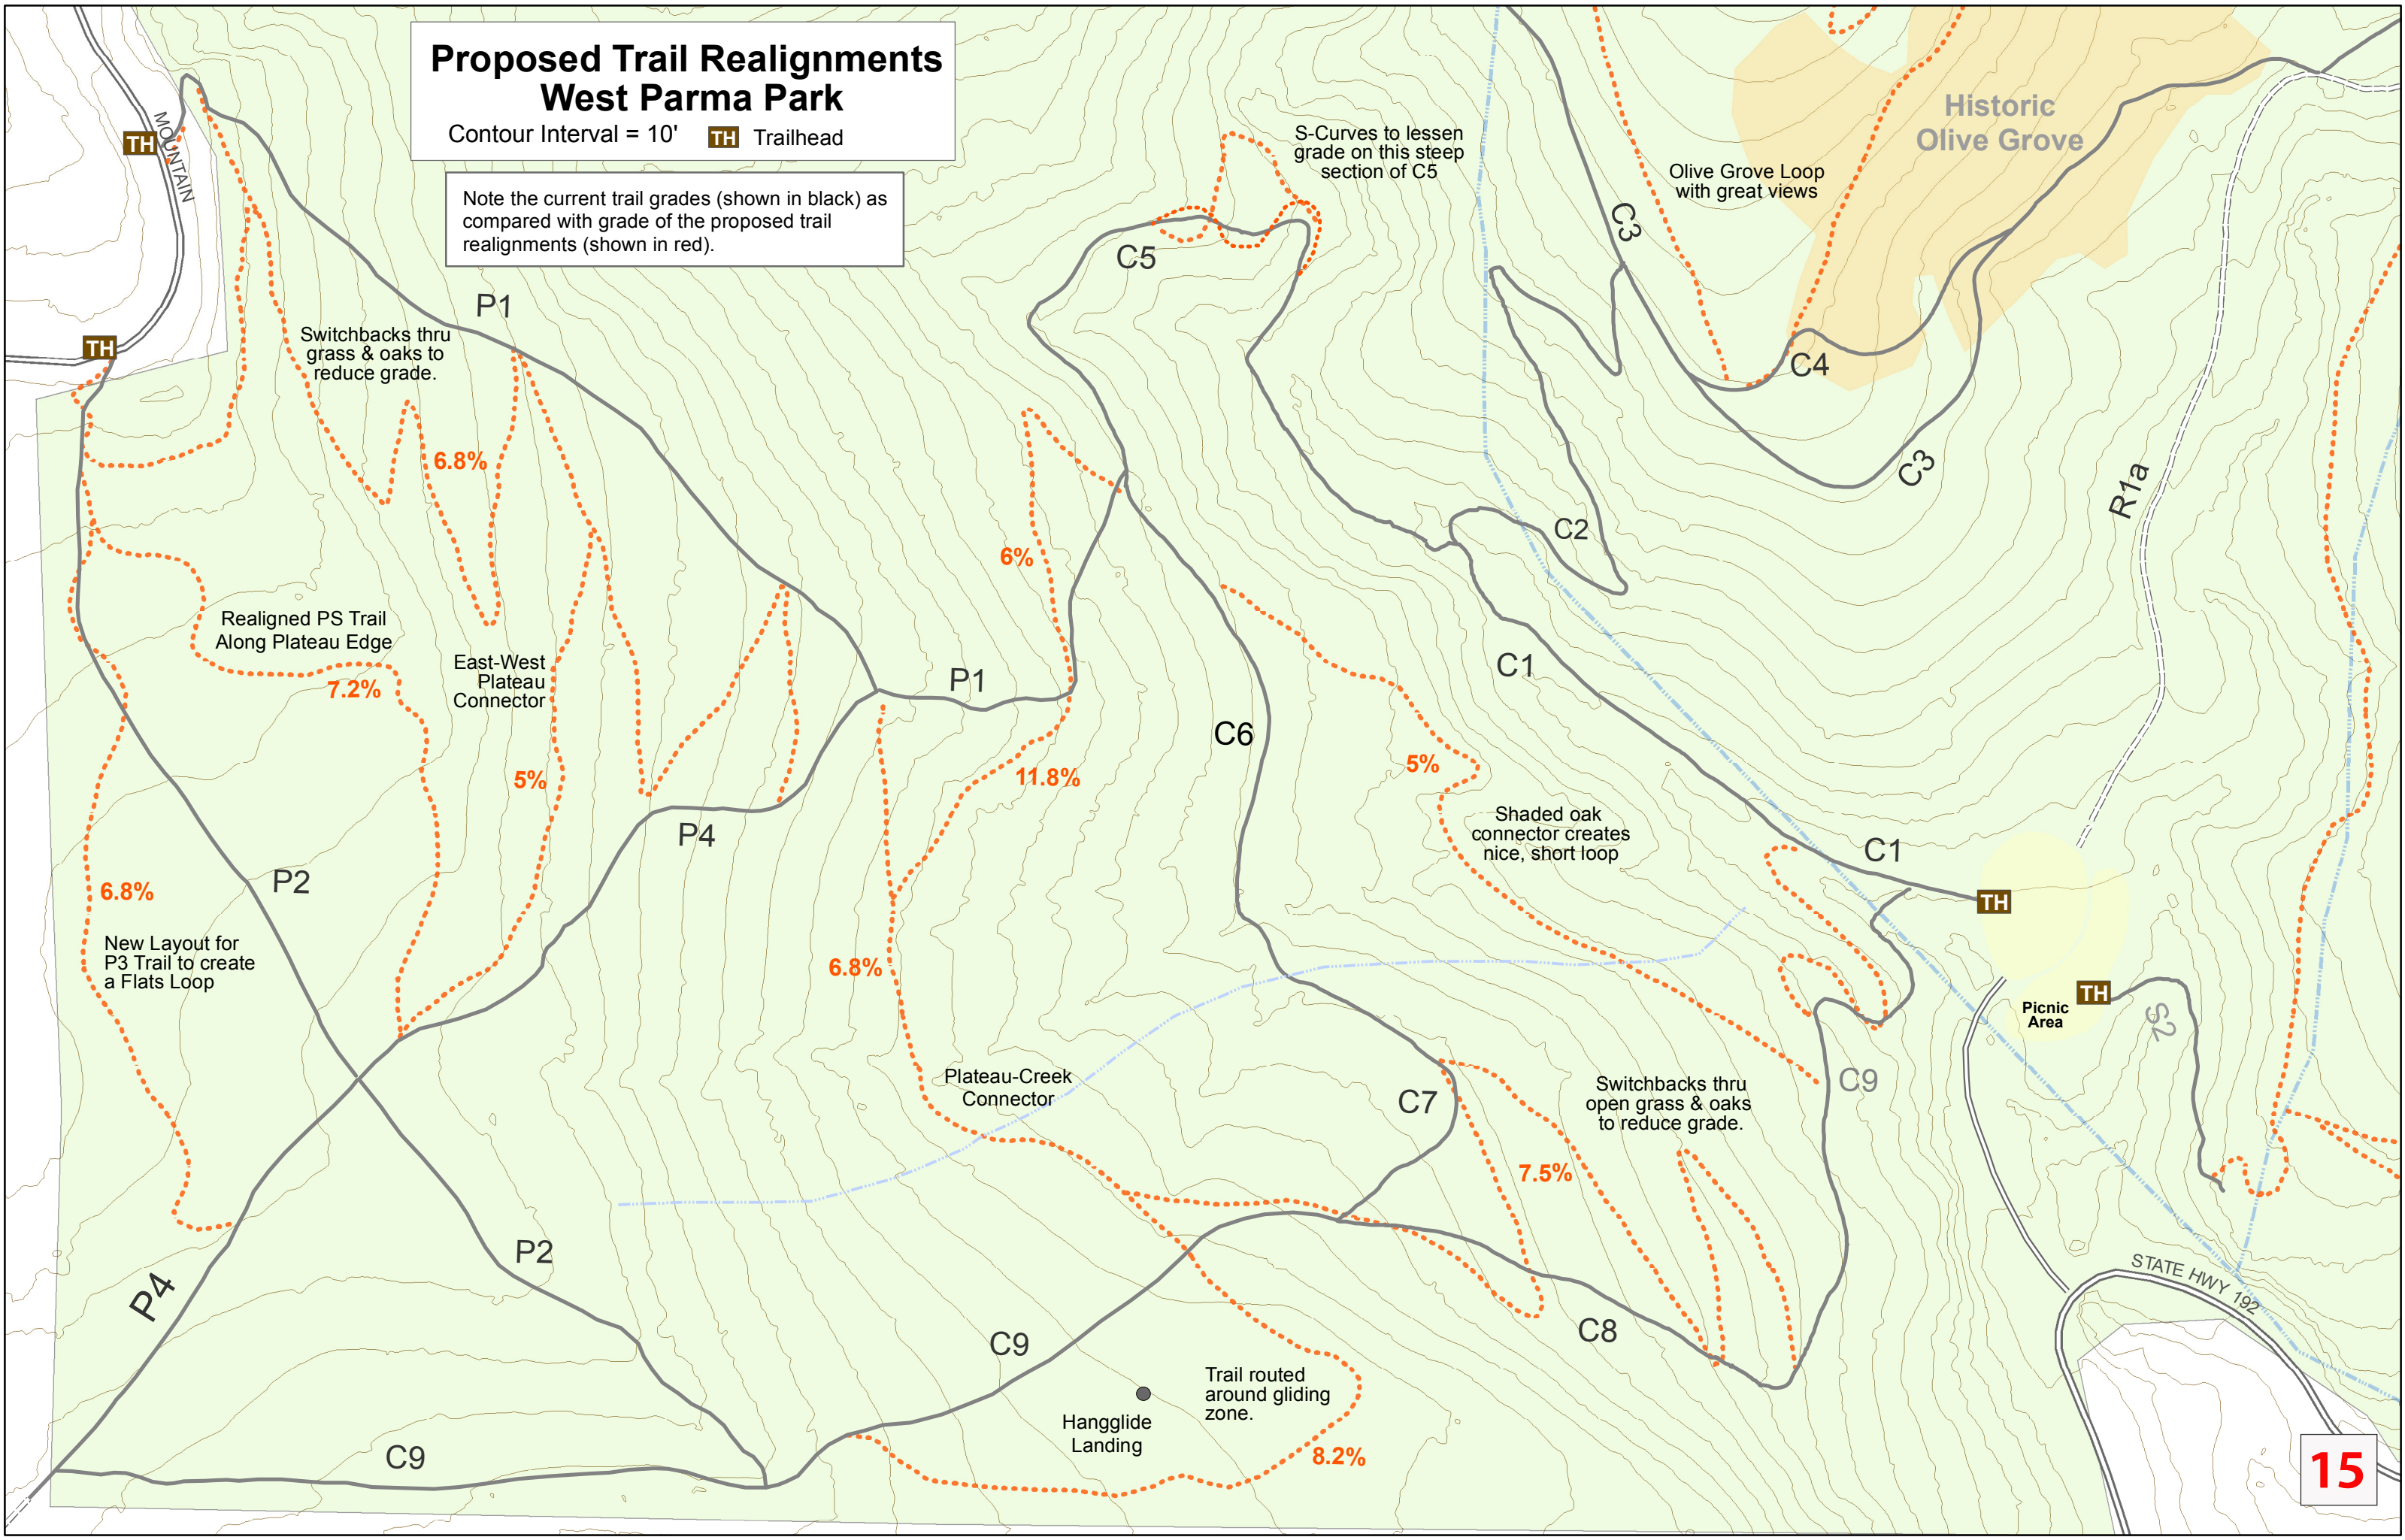 Proposed Trail Realignments
West Parma Park
Contour Interval = 10'
TH Trailhead
Note the current trail grades (shown in black) as
compared with grade of the proposed trail
realignments (shown in red).
TH
MOUNTAIN
TH
P1
Switchbacks thru
grass & oaks to
reduce grade.
6.8%
C5
S-Curves to lessen
grade on this steep
section of C5
C3
Olive Grove Loop
with great views
Historic
Olive Grove
C4
C3
R1a
C2
6%
Realigned PS Trail
Along Plateau Edge
7.2%
East-West
Plateau
Connector
5%
P1
11.8%
C6
C1
5%
P4
Shaded oak
connector creates
nice, short loop
C1
TH
P2
6.8%
New Layout for
P3 Trail to create
a Flats Loop
6.8%
TH
Picnic
Area
S2
Plateau-Creek
Connector
C7
Switchbacks thru
open grass & oaks
to reduce grade.
C9
7.5%
P2
P4
STATE HWY 192
C8
C9
Trail routed
around gliding
zone.
Hangglide
Landing
8.2%
C9
15